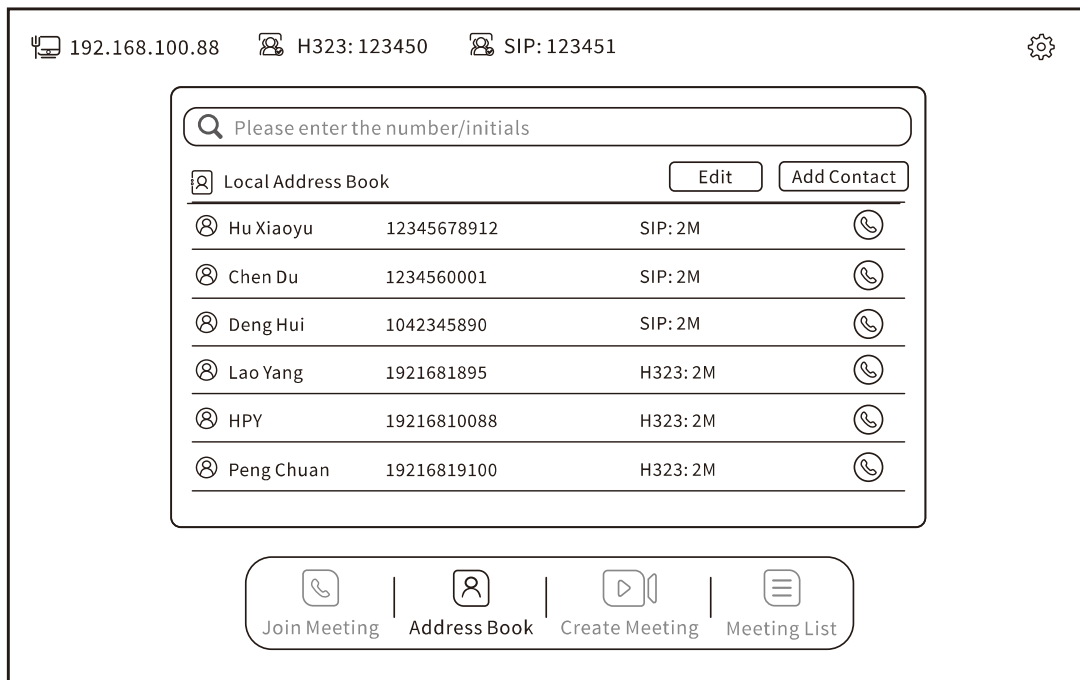 192.168.100.88 H323: 123450 SIP: 123451
Please enter the number/initials
Local Address Book Edit Add Contact
Hu Xiaoyu 12345678912 SIP: 2M
Chen Du 1234560001 SIP: 2M
Deng Hui 1042345890 SIP: 2M
Lao Yang 1921681895 H323: 2M
HPY 19216810088 H323: 2M
Peng Chuan 19216819100 H323: 2M
Join Meeting Address Book Create Meeting Meeting List